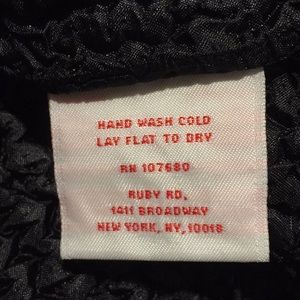 HAND WASH COLD
LAY FLAT TO DRY
RN 107680
RUBY RD,
1411 BROADWAY
NEW YORK, NY, 10018